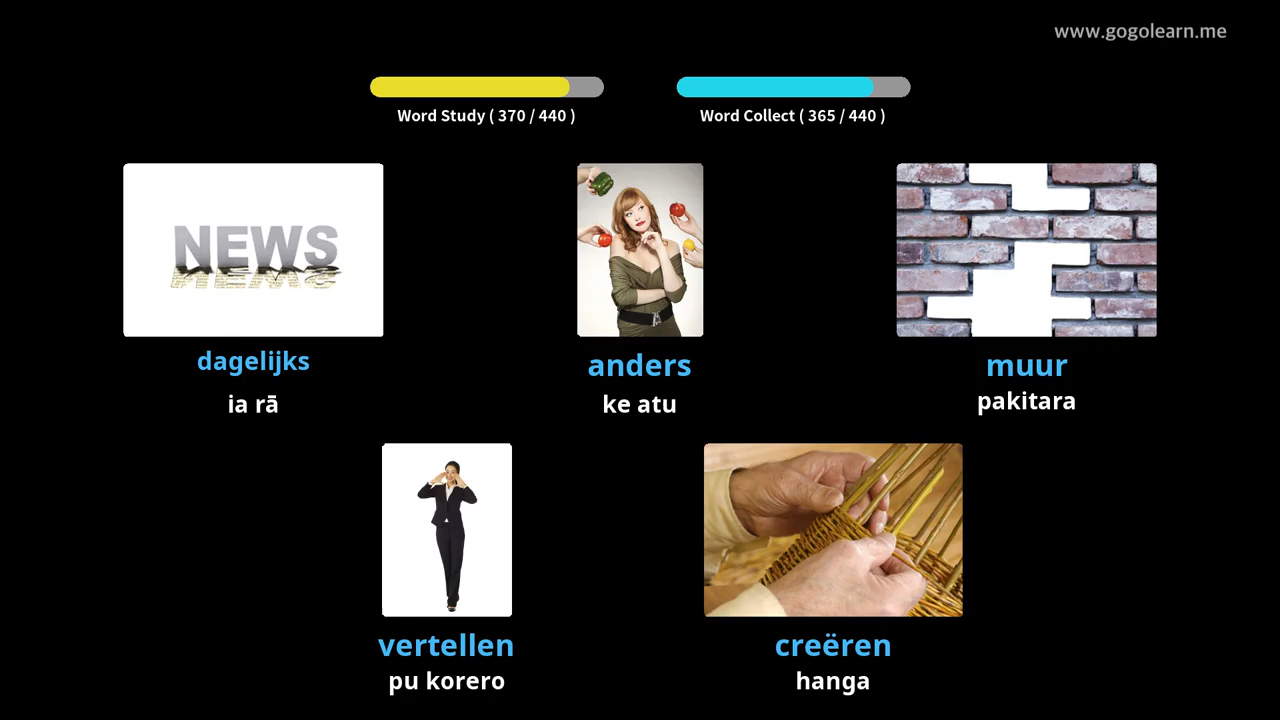 www.gogolearn.me
Word Study ( 370 / 440 )
Word Collect ( 365 / 440 )
NEWS
dagelijks
ia rā
anders
ke atu
muur
pakitara
vertellen
pu korero
creëren
hanga